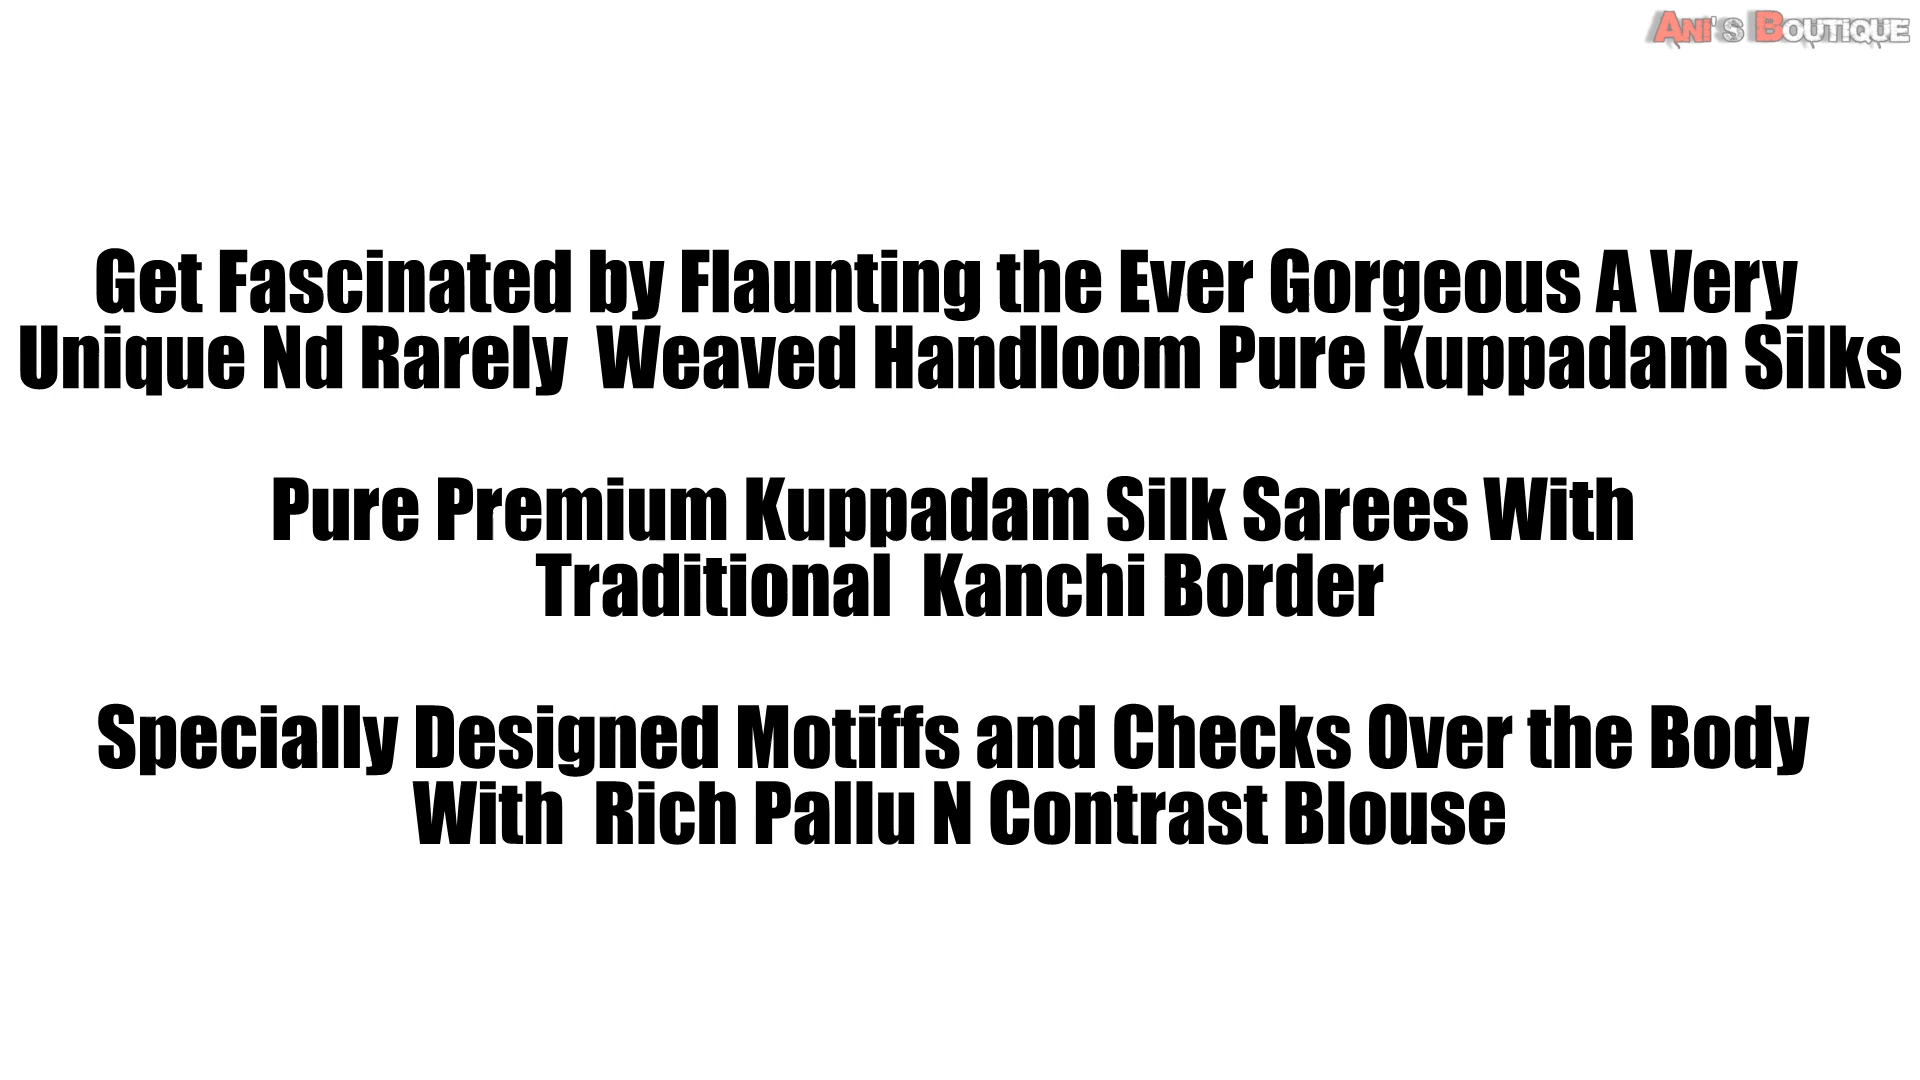 Ani's Boutique
Get Fascinated by Flaunting the Ever Gorgeous A Very
Unique Nd Rarely  Weaved Handloom Pure Kuppadam Silks
Pure Premium Kuppadam Silk Sarees With
Traditional  Kanchi Border
Specially Designed Motiffs and Checks Over the Body
With  Rich Pallu N Contrast Blouse